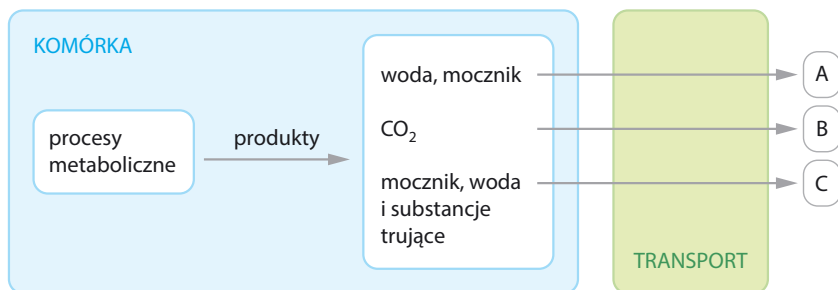 KOMÓRKA
procesy
metaboliczne
produkty
woda, mocznik
CO₂
mocznik, woda
i substancje
trujące
TRANSPORT
A
B
C